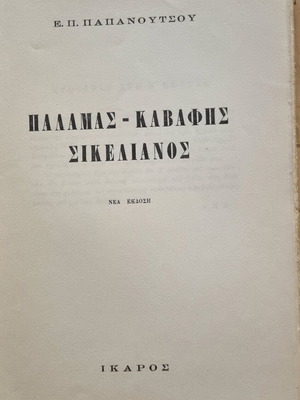 Ε. Π. ΠΑΠΑΝΟΥΤΣΟΥ
ΠΑΛΑΜΑΣ - ΚΑΒΑΦΗΣ
ΣΙΚΕΛΙΑΝΟΣ
ΝΕΑ ΕΚΔΟΣΗ
ΙΚΑΡΟΣ